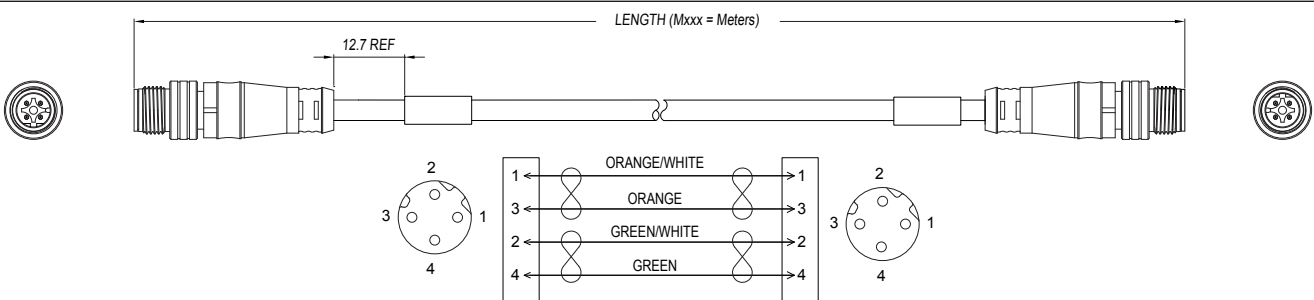 LENGTH (Mxxx = Meters)
12.7 REF
ORANGE/WHITE
1 1
2 2
ORANGE
3 1 3 3 3 1
GREEN/WHITE
2 2
4 4
GREEN
4 4